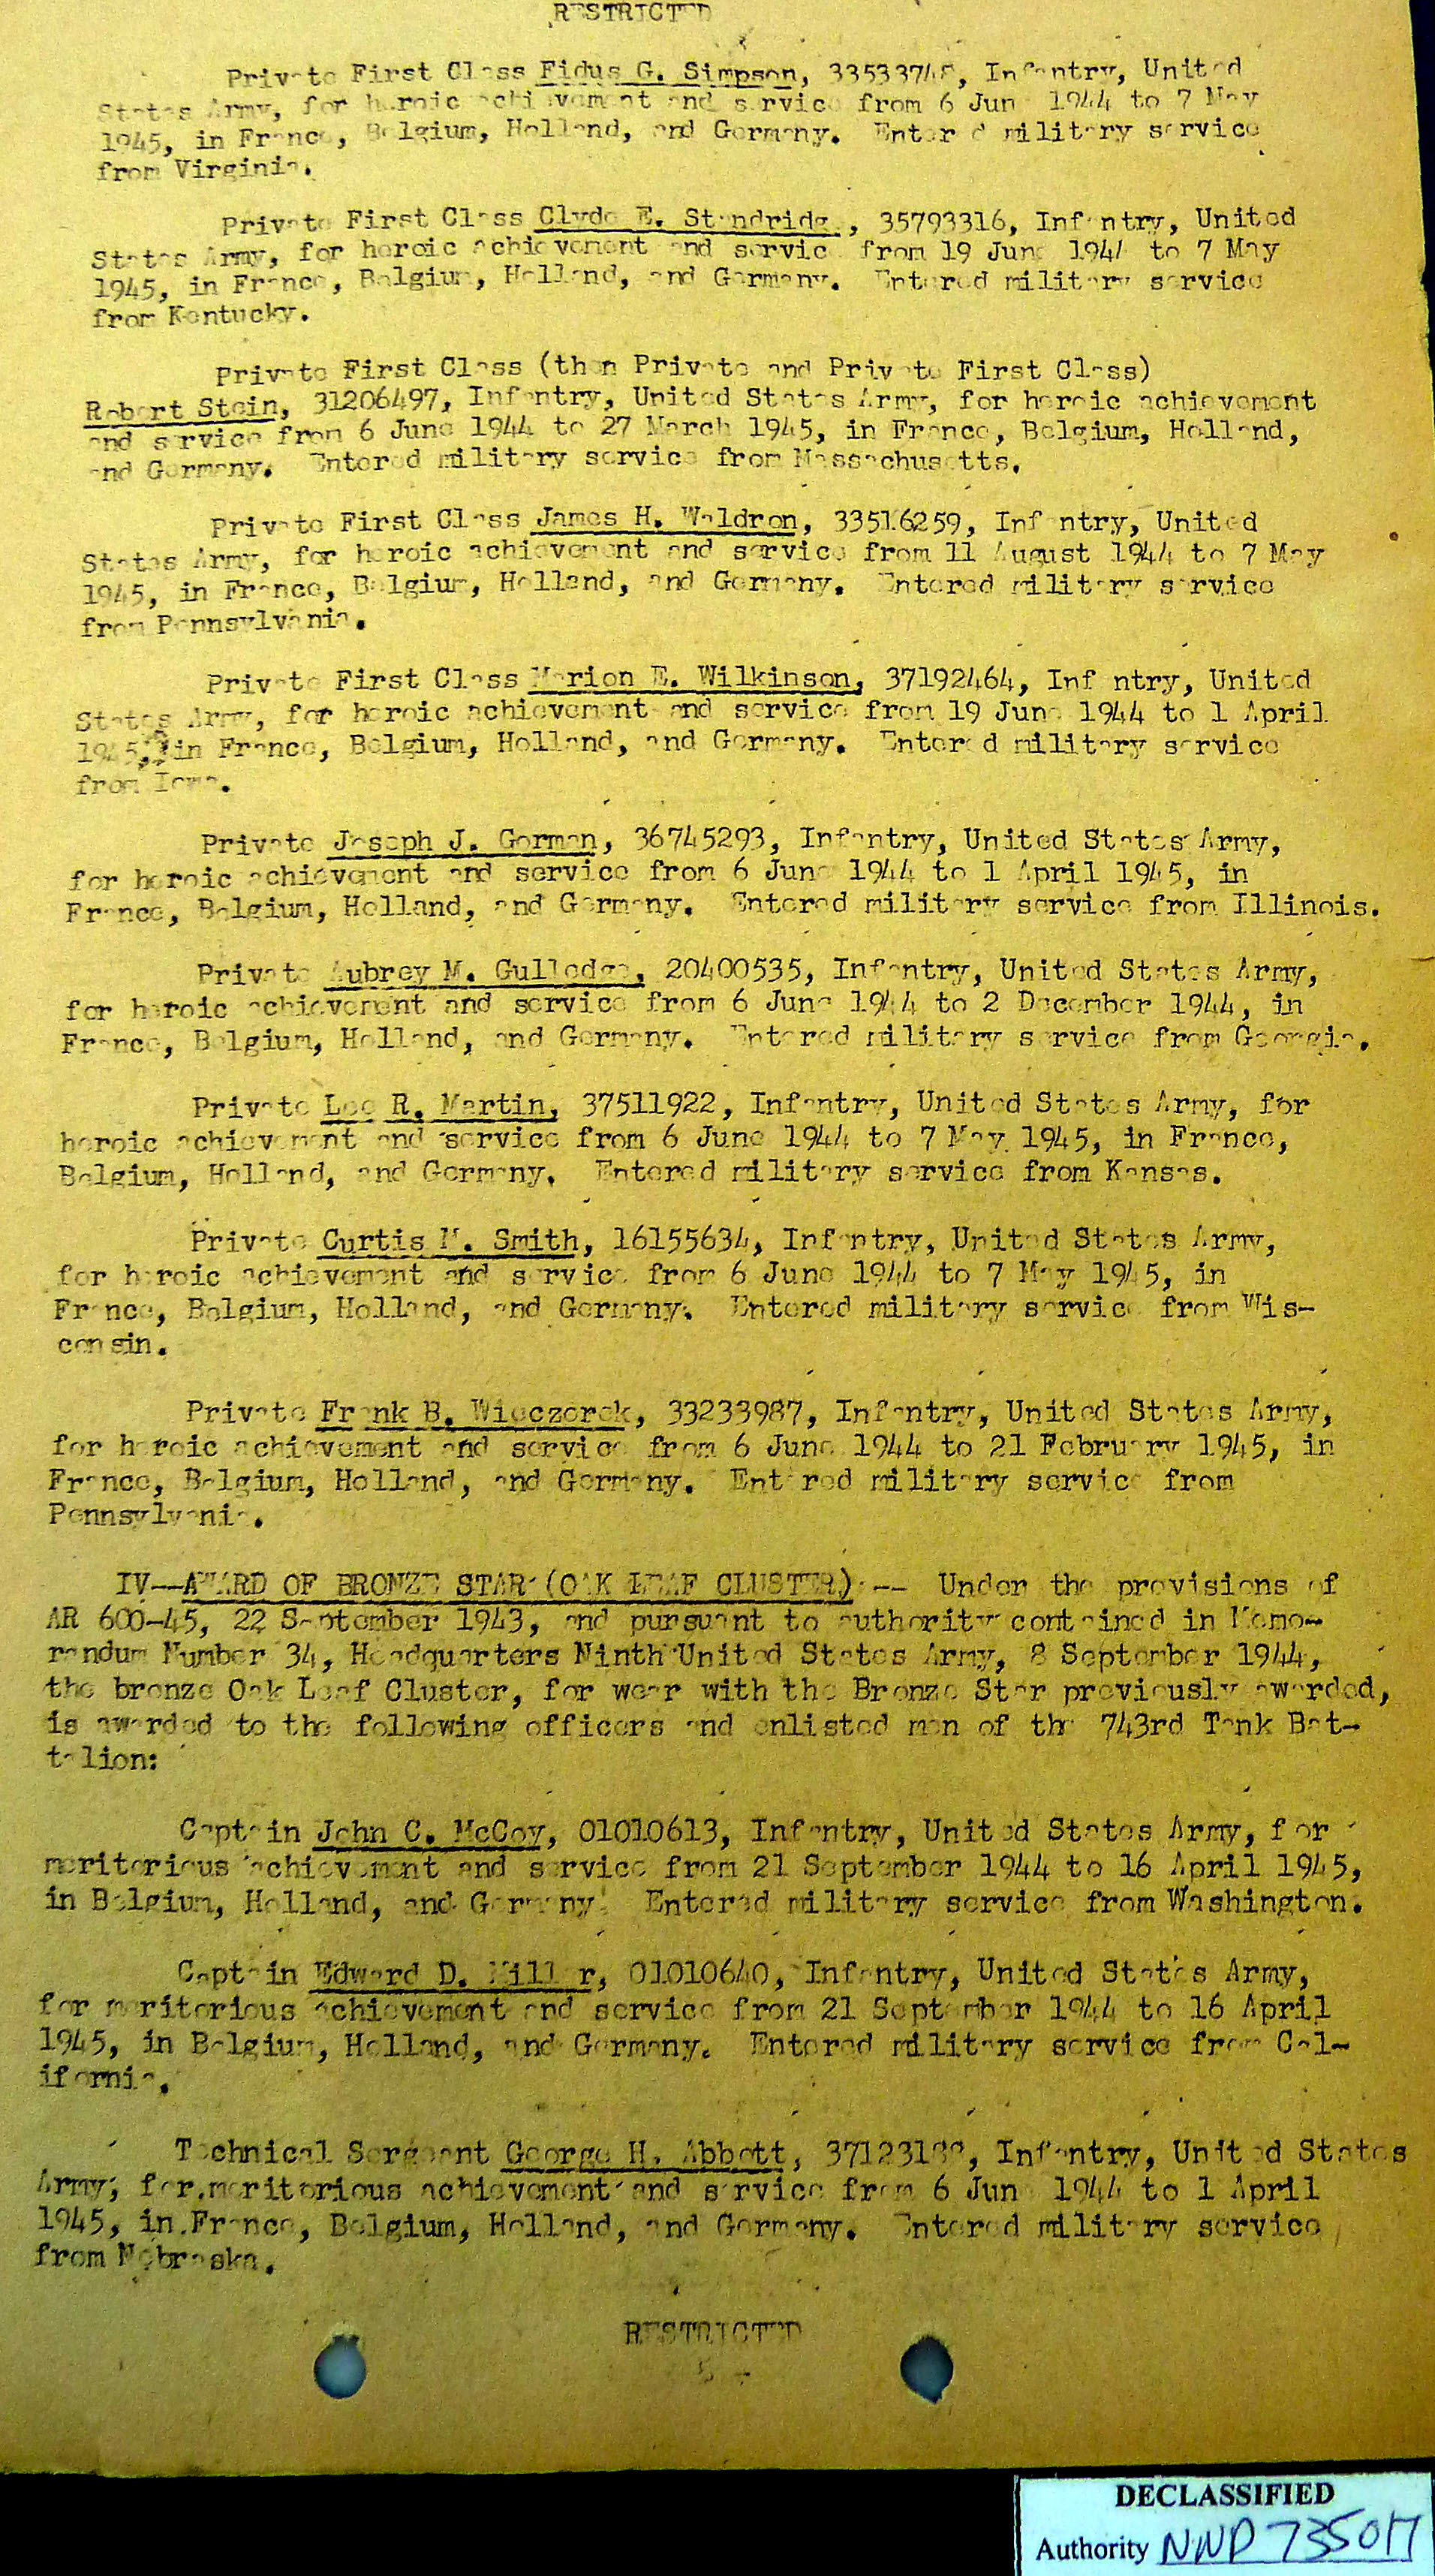 RESTRICTED
Private First Class Fidus G. Simpson, 33533748, Infantry, United
States Army, for heroic achievement and service from 6 June 1944 to 7 May
1945, in France, Belgium, Holland, and Germany. Entered military service
from Virginia.
Private First Class Clyde E. Standridge, 35793316, Infantry, United
States Army, for heroic achievement and service from 19 June 1944 to 7 May
1945, in France, Belgium, Holland, and Germany. Entered military service
from Kentucky.
Private First Class (then Private and Private First Class)
Robert Stein, 31206497, Infantry, United States Army, for heroic achievement
and service from 6 June 1944 to 27 March 1945, in France, Belgium, Holland,
and Germany. Entered military service from Massachusetts.
Private First Class James H. Waldron, 33516259, Infantry, United
States Army, for heroic achievement and service from 11 August 1944 to 7 May
1945, in France, Belgium, Holland, and Germany. Entered military service
from Pennsylvania.
Private First Class Marion E. Wilkinson, 37192464, Infantry, United
States Army, for heroic achievement and service from 19 June 1944 to 1 April
1945, in France, Belgium, Holland, and Germany. Entered military service
from Iowa.
Private Joseph J. Gorman, 36745293, Infantry, United States Army,
for heroic achievement and service from 6 June 1944 to 1 April 1945, in
France, Belgium, Holland, and Germany. Entered military service from Illinois.
Private Aubrey M. Gulledge, 20400535, Infantry, United States Army,
for heroic achievement and service from 6 June 1944 to 2 December 1944, in
France, Belgium, Holland, and Germany. Entered military service from Georgia.
Private Lee R. Martin, 37511922, Infantry, United States Army, for
heroic achievement and service from 6 June 1944 to 7 May 1945, in France,
Belgium, Holland, and Germany. Entered military service from Kansas.
Private Curtis M. Smith, 16155634, Infantry, United States Army,
for heroic achievement and service from 6 June 1944 to 7 May 1945, in
France, Belgium, Holland, and Germany. Entered military service from Wis-
consin.
Private Frank B. Wieczorek, 33233987, Infantry, United States Army,
for heroic achievement and service from 6 June 1944 to 21 February 1945, in
France, Belgium, Holland, and Germany. Entered military service from
Pennsylvania.
IV—AWARD OF BRONZE STAR (OAK LEAF CLUSTER) -- Under the provisions of
AR 600-45, 22 September 1943, and pursuant to authority contained in Memo-
randum Number 34, Headquarters Ninth United States Army, 8 September 1944,
the bronze Oak Leaf Cluster, for wear with the Bronze Star previously awarded,
is awarded to the following officers and enlisted men of the 743rd Tank Bat-
talion:
Captain John C. McCoy, 01010613, Infantry, United States Army, for
meritorious achievement and service from 21 September 1944 to 16 April 1945,
in Belgium, Holland, and Germany. Entered military service from Washington.
Captain Edward D. Miller, 01010640, Infantry, United States Army,
for meritorious achievement and service from 21 September 1944 to 16 April
1945, in Belgium, Holland, and Germany. Entered military service from Cal-
ifornia.
Technical Sergeant George H. Abbott, Infantry, United States
Army, for meritorious achievement and service from 6 June 1944 to 1 April
1945, in France, Belgium, Holland, and Germany. Entered military service
from Nebraska.
RESTRICTED
DECLASSIFIED
Authority NND 735017